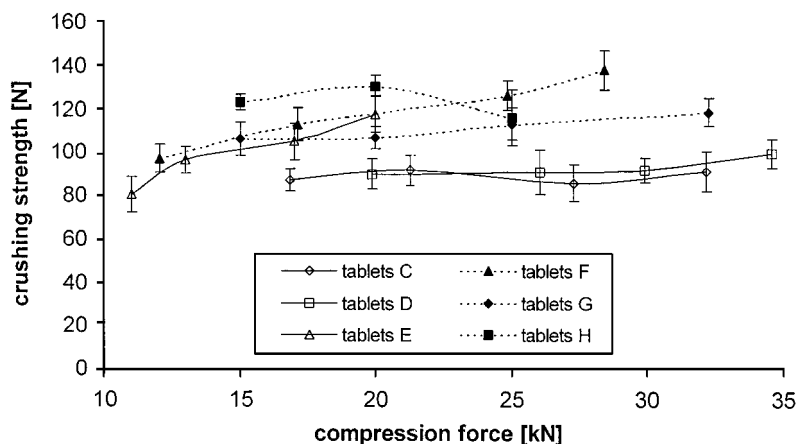 160
140
120
100
80
60
40
20
0
crushing strength [N]
tablets C
tablets F
tablets D
tablets G
tablets E
tablets H
10 15 20 25 30 35
compression force [kN]